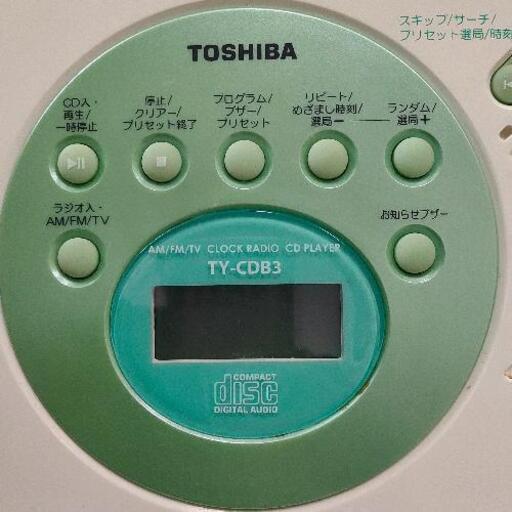 スキップ/サーチ/
プリセット選局/時刻
TOSHIBA
CD入・
再生/
一時停止
停止/
クリアー/
プリセット終了
プログラム/
ブザー/
プリセット
リピート/
めざまし時刻/
選局ー
ランダム/
選局＋
ラジオ入・
AM/FM/TV
お知らせブザー
AM/FM/TV CLOCK RADIO CD PLAYER
TY-CDB3
COMPACT
disc
DIGITAL AUDIO